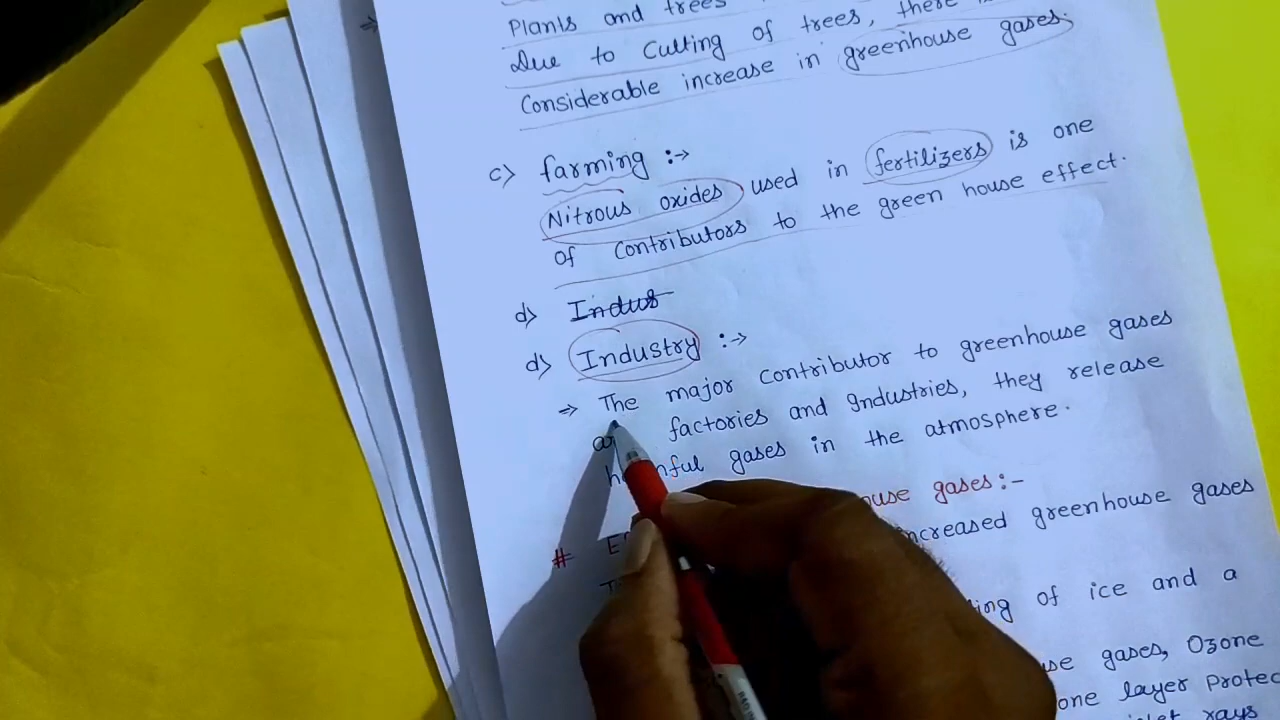 Plants and trees
Due to Cutting of trees, there
Considerable increase in greenhouse gases.
c) farming :->
Nitrous oxides used in fertilizers is one
of contributors to the green house effect.
d) Indus
d) Industry :->
=> The major contributor to greenhouse gases
factories and Industries, they release
gases in the atmosphere.
# gases:-
increased greenhouse gases
of ice and a
gases, Ozone
layer
rays